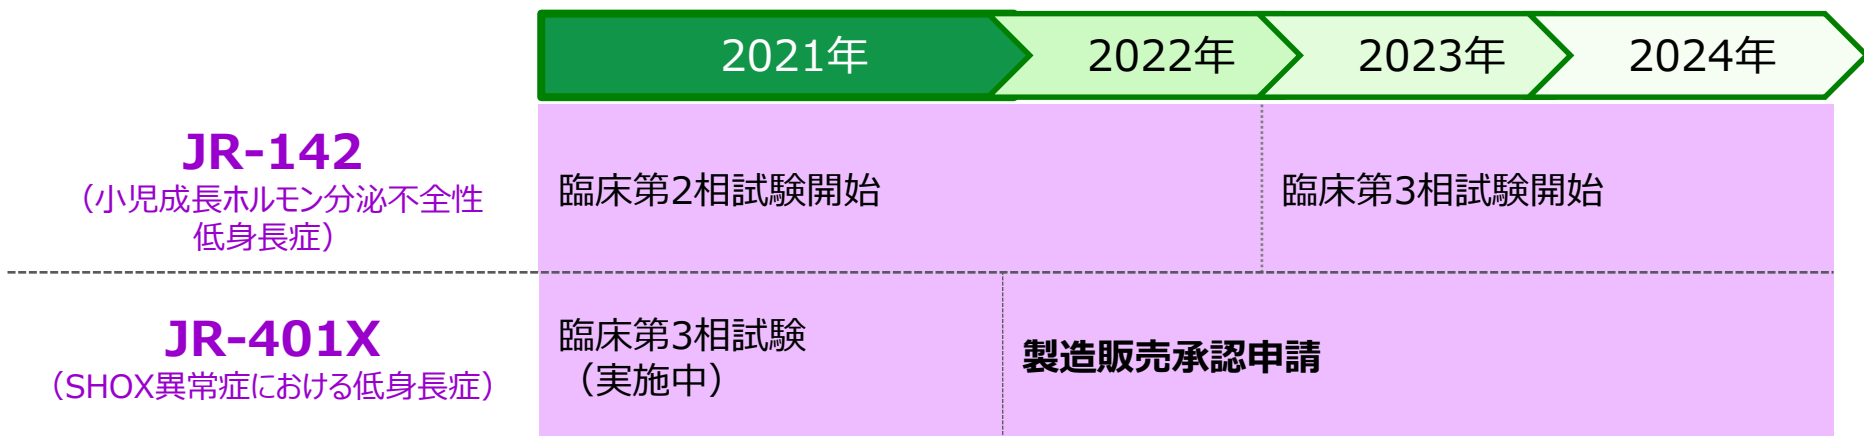 2021年
2022年
2023年
2024年
JR-142
（小児成長ホルモン分泌不全性
低身長症）
臨床第2相試験開始
臨床第3相試験開始
JR-401X
（SHOX異常症における低身長症）
臨床第3相試験
（実施中）
製造販売承認申請